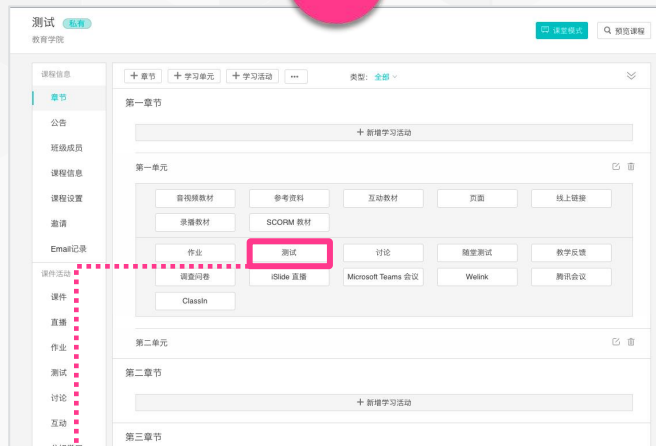 测试 私有
教育学院
课堂模式 预览课程
课程信息
章节
公告
班级成员
课程信息
课程设置
邀请
Email记录
课件活动
课件
直播
作业
测试
讨论
互动
+ 章节 + 学习单元 + 学习活动 ••• 类型: 全部
第一章节
+ 新增学习活动
第一单元
音视频教材 参考资料 互动教材 页面 线上链接
录播教材 SCORM 教材
作业 测试 讨论 随堂测试 教学反馈
调查问卷 iSlide 直播 Microsoft Teams 会议 Welink 腾讯会议
ClassIn
第二单元
第二章节
+ 新增学习活动
第三章节